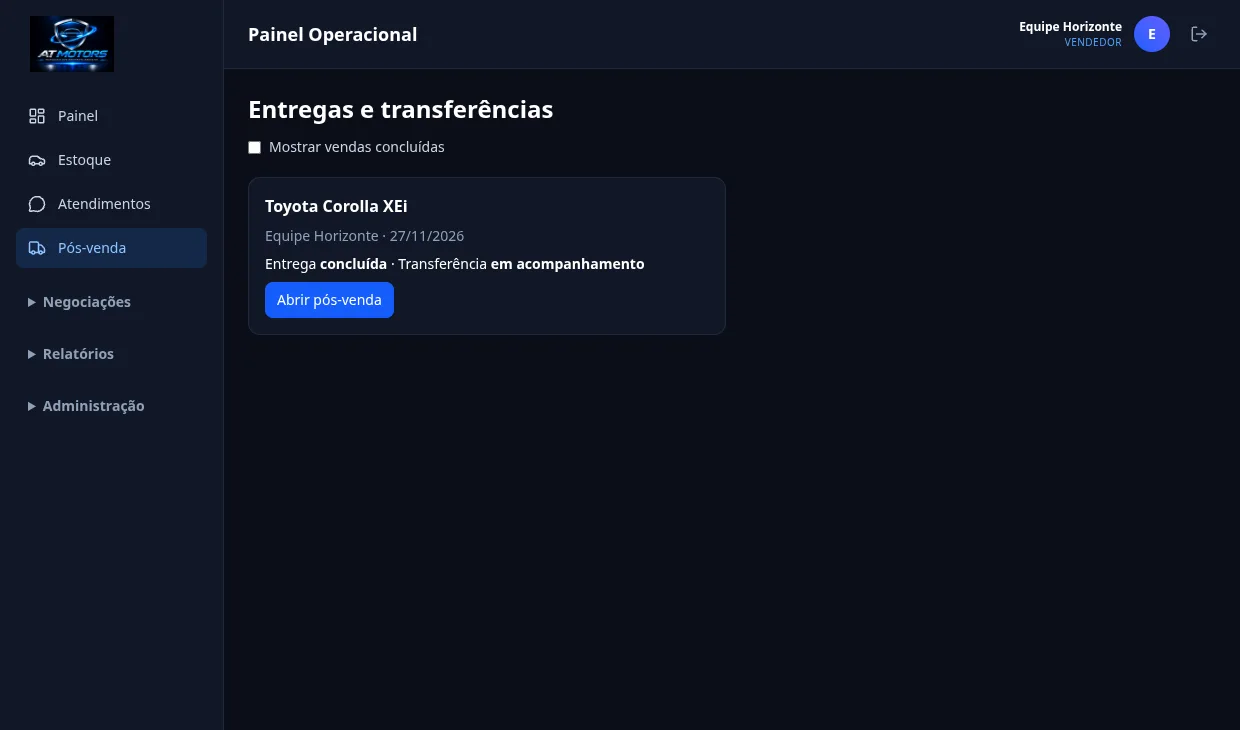 AT MOTORS
Painel Operacional
Equipe Horizonte
VENDEDOR
E
Painel
Estoque
Atendimentos
Pós-venda
Negociações
Relatórios
Administração
Entregas e transferências
Mostrar vendas concluídas
Toyota Corolla XEi
Equipe Horizonte · 27/11/2026
Entrega concluída · Transferência em acompanhamento
Abrir pós-venda